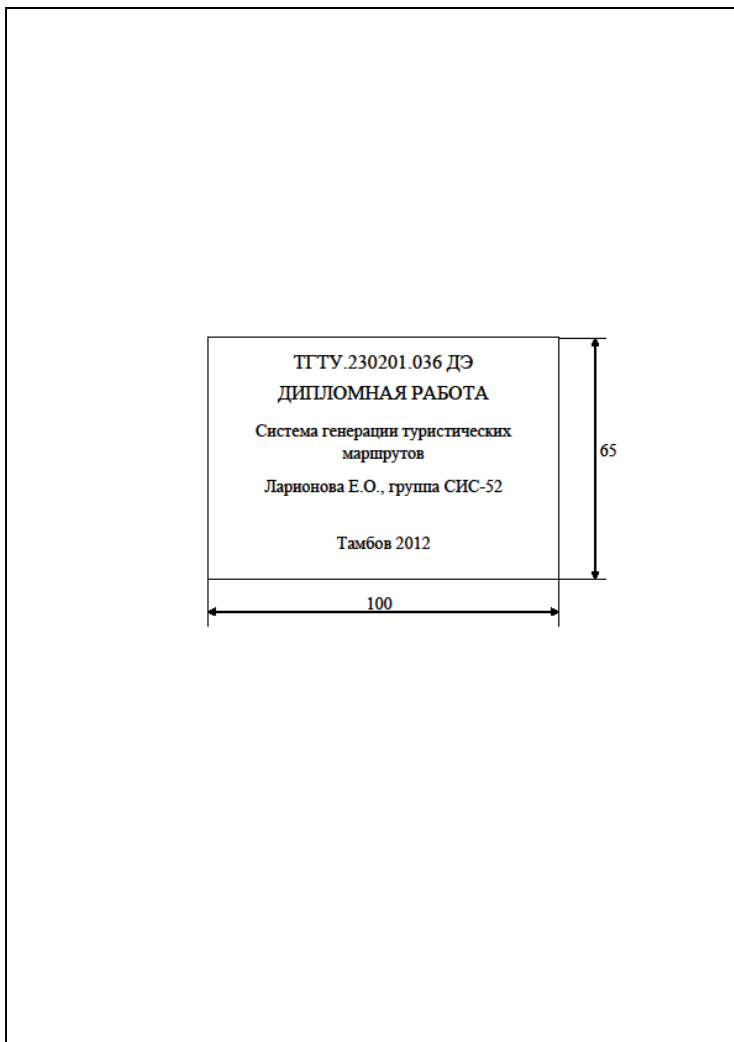 ТГТУ.230201.036 ДЭ
ДИПЛОМНАЯ РАБОТА
Система генерации туристических
маршрутов
Ларионова Е.О., группа СИС-52
Тамбов 2012
65
100